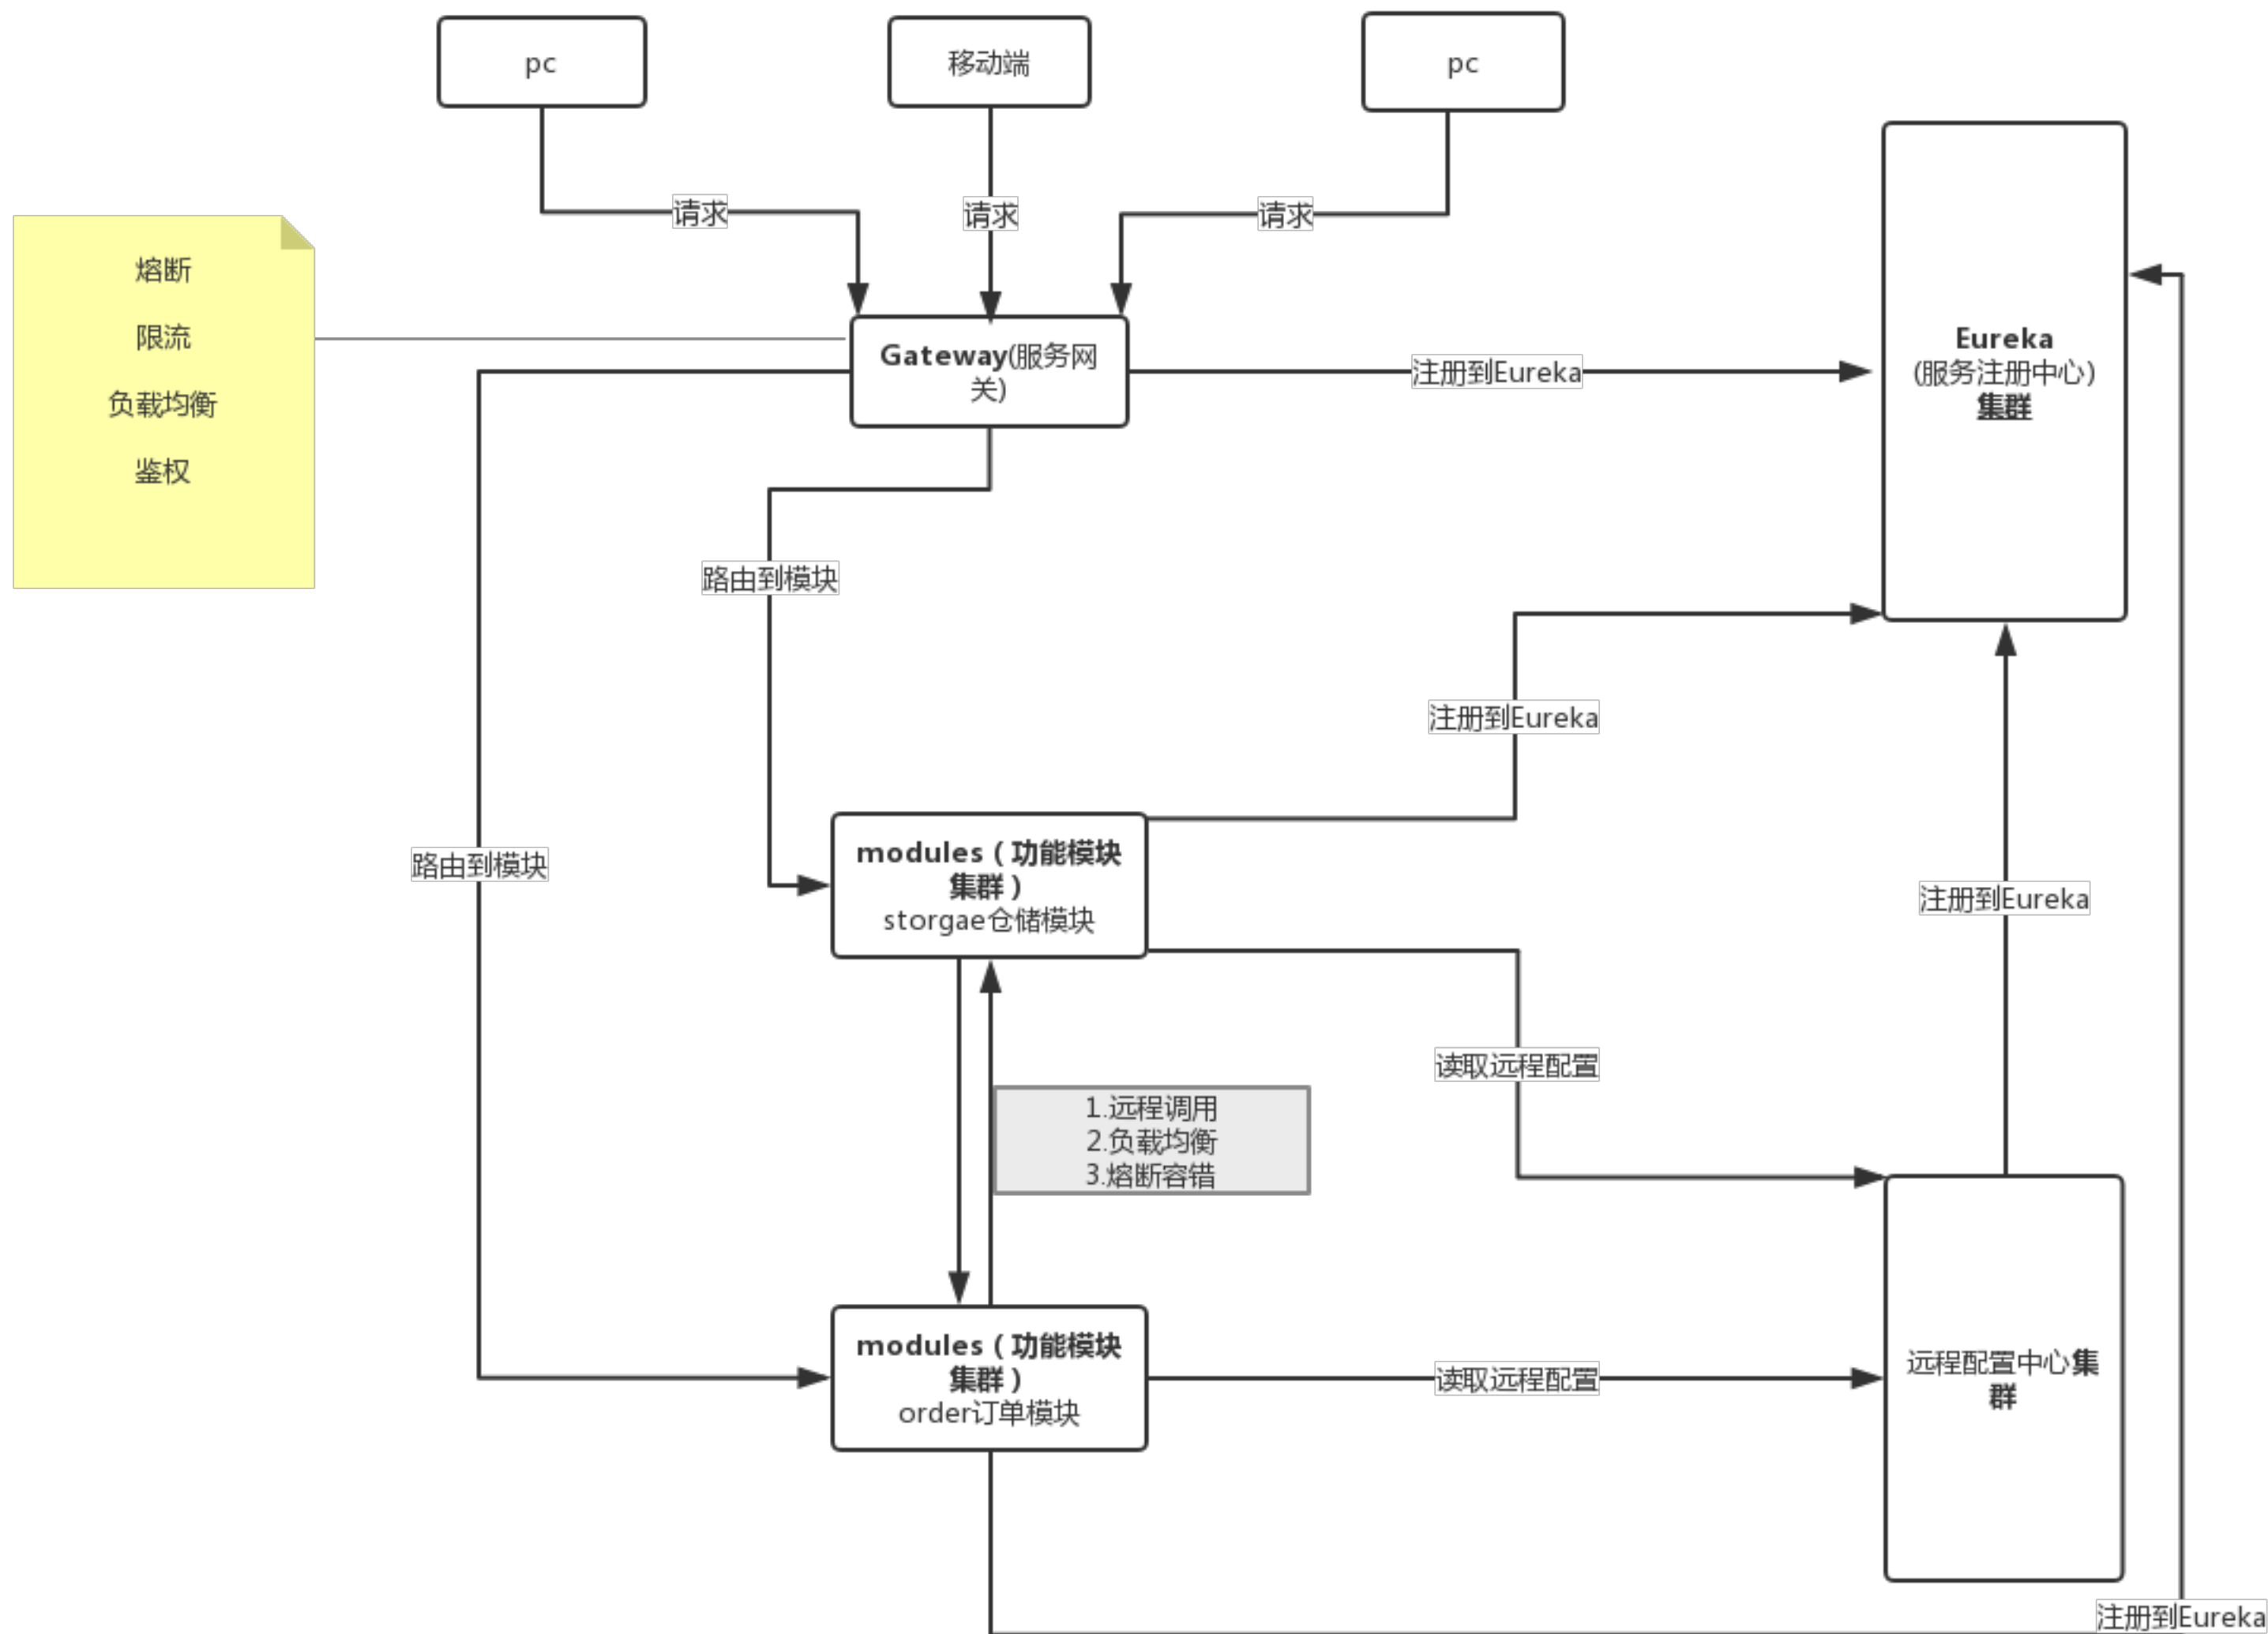 pc
移动端
pc
请求
请求
请求
熔断
限流
负载均衡
鉴权
Gateway(服务网
关)
注册到Eureka
Eureka
(服务注册中心)
集群
路由到模块
注册到Eureka
路由到模块
modules（功能模块
集群）
storgae仓储模块
注册到Eureka
读取远程配置
1.远程调用
2.负载均衡
3.熔断容错
modules（功能模块
集群）
order订单模块
读取远程配置
远程配置中心集
群
注册到Eureka